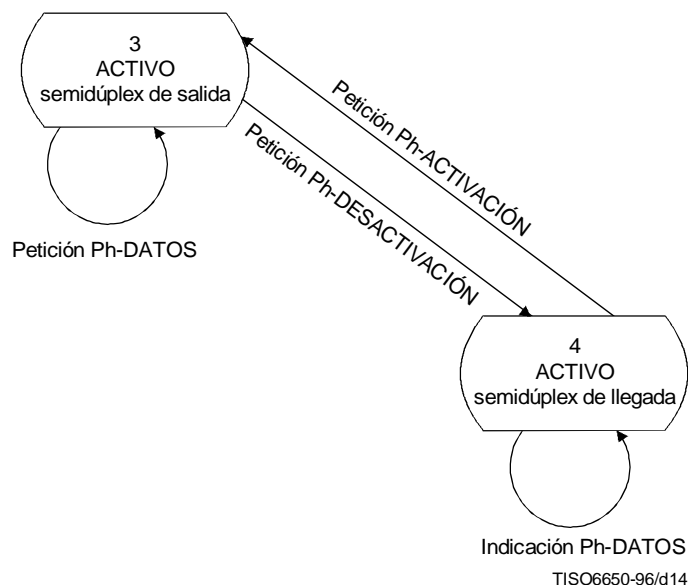 3
ACTIVO
semidúplex de salida
Petición Ph-ACTIVACIÓN
Petición Ph-DESACTIVACIÓN
Petición Ph-DATOS
4
ACTIVO
semidúplex de llegada
Indicación Ph-DATOS
TISO6650-96/d14